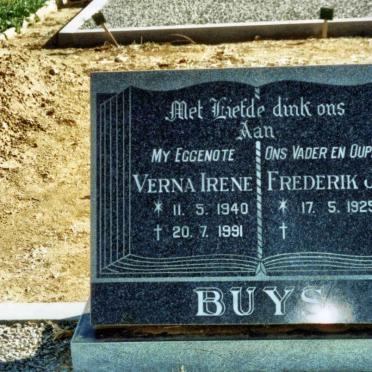 Met Liefde dink ons
Aan
MY EGGENOTE
VERNA IRENE
* 11. 5. 1940
† 20. 7. 1991
ONS VADER EN OUP
FREDERIK J
* 17. 5. 1925
†
BUYS